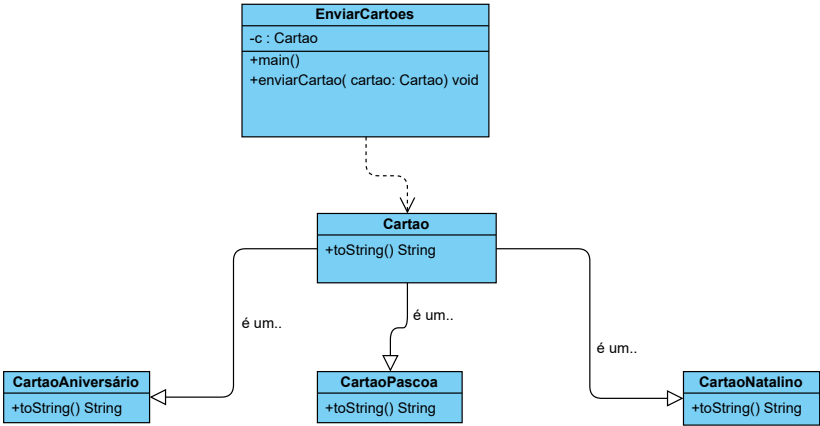 EnviarCartoes
-c : Cartao
+main()
+enviarCartao( cartao: Cartao) void
Cartao
+toString() String
é um..
é um..
é um..
CartaoAniversário
+toString() String
CartaoPascoa
+toString() String
CartaoNatalino
+toString() String